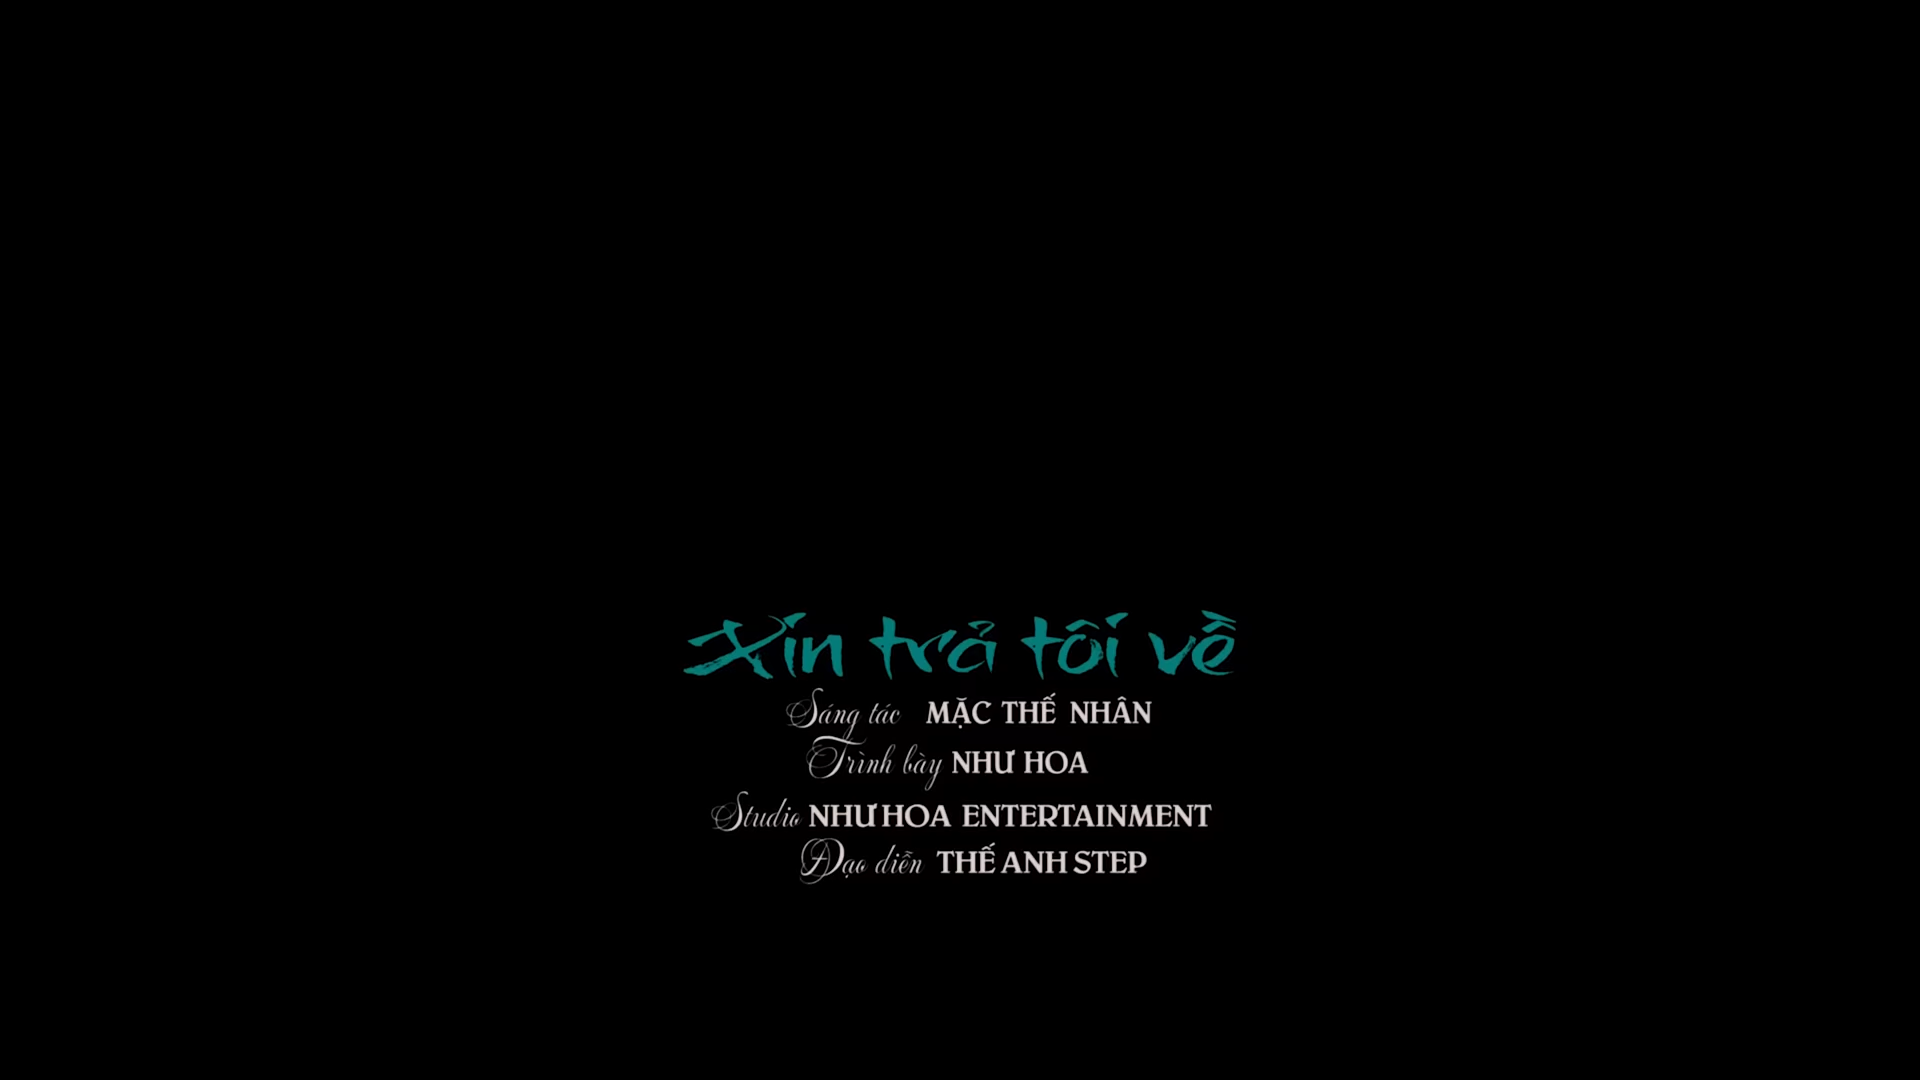 Xin trả tôi về
Sáng tác MẶC THẾ NHÂN
Trình bày NHƯ HOA
Studio NHƯ HOA ENTERTAINMENT
Đạo diễn THẾ ANH STEP